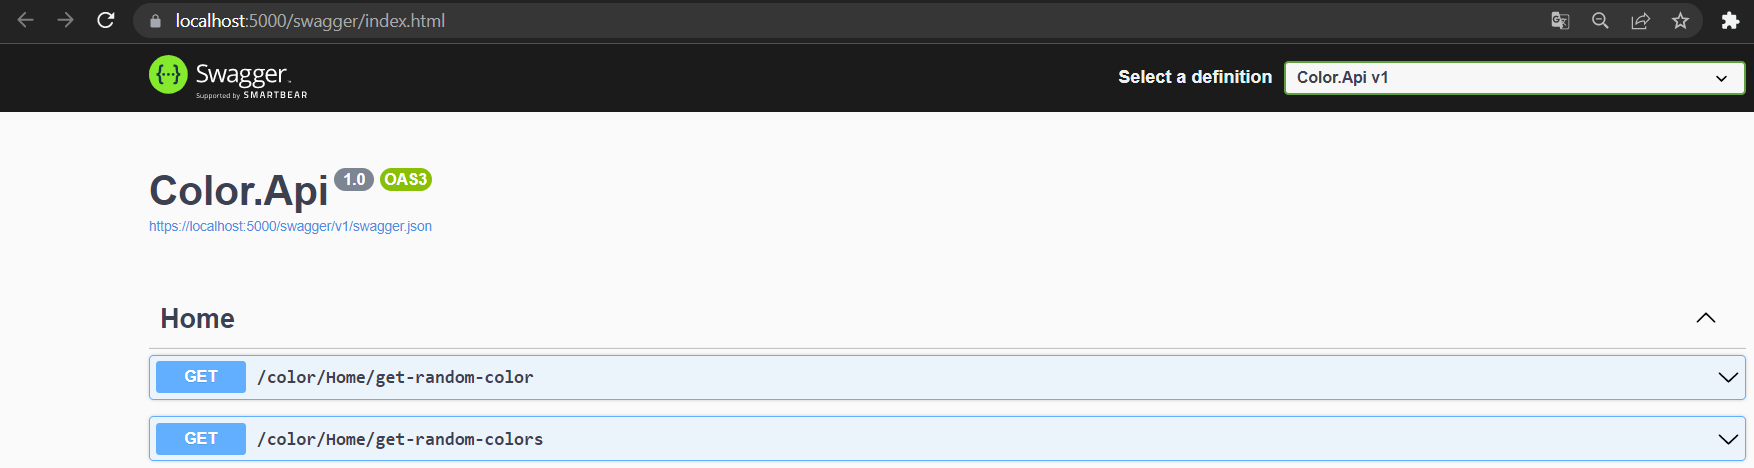 localhost:5000/swagger/index.html
Swagger
Supported by SMARTBEAR
Select a definition
Color.Api v1
Color.Api 1.0 OAS3
https://localhost:5000/swagger/v1/swagger.json
Home
GET /color/Home/get-random-color
GET /color/Home/get-random-colors